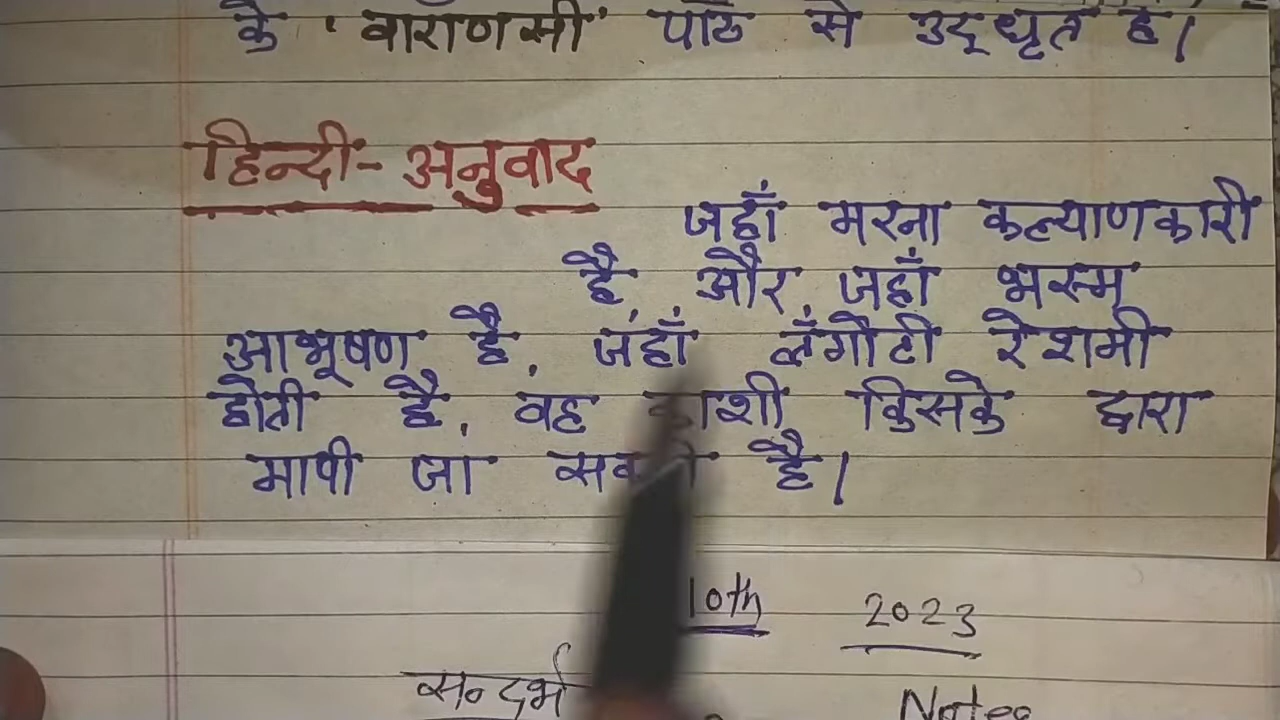 के 'वाराणसी' पाठ से उद्धृत है।
हिन्दी- अनुवाद
जहाँ मरना कल्याणकारी
है और, जहाँ भस्म
आभूषण है, जहाँ लँगोटी रेशमी
होती है, वह काशी किसके द्वारा
मापी जा सकती है।
10th 2023
सन्दर्भ Notes